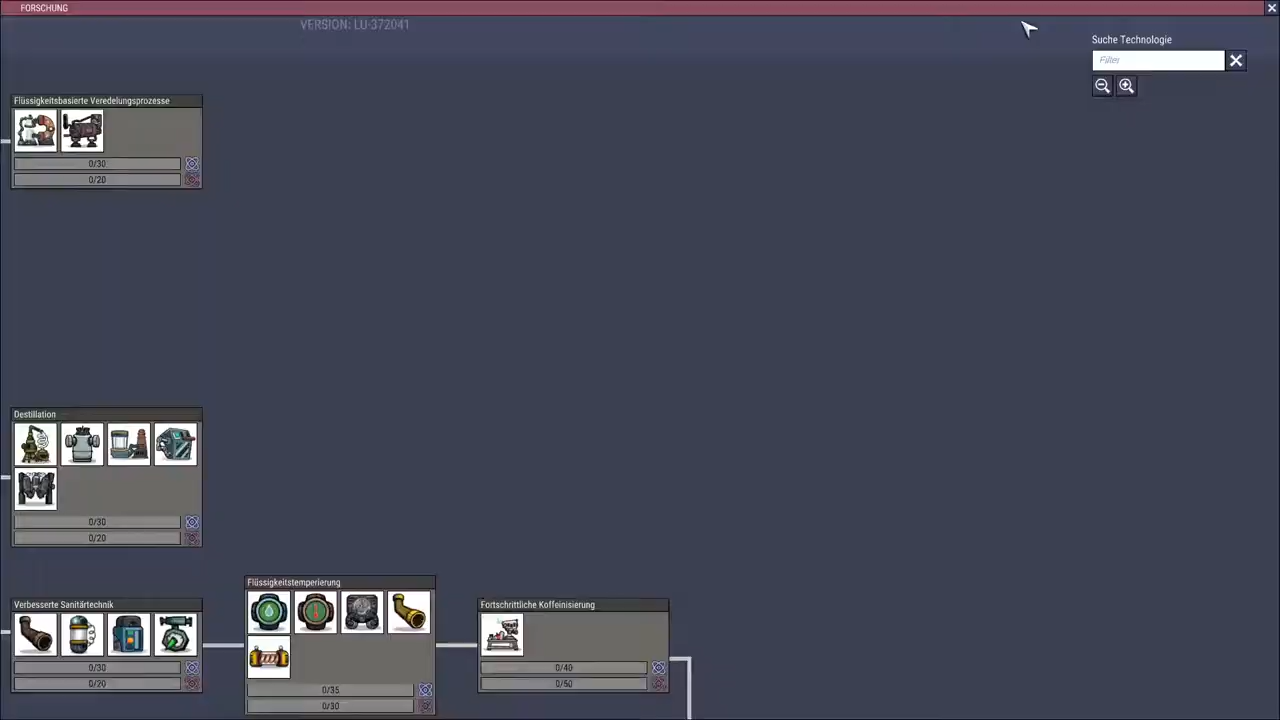 FORSCHUNG
VERSION: LU-372041
Suche Technologie
Filter
Flüssigkeitsbasierte Veredelungsprozesse
0/30
0/20
Destillation
0/30
0/20
Verbesserte Sanitärtechnik
0/30
0/20
Flüssigkeitstemperierung
0/35
0/30
Fortschrittliche Koffeinisierung
0/40
0/50